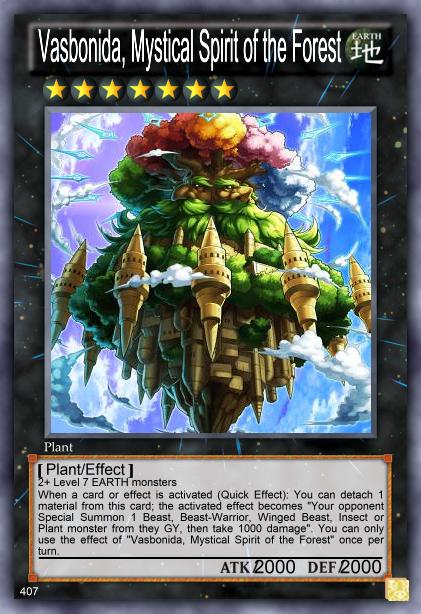 Vasbonida, Mystical Spirit of the Forest
EARTH
地
Plant
[ Plant/Effect ]
2+ Level 7 EARTH monsters
When a card or effect is activated (Quick Effect): You can detach 1
material from this card; the activated effect becomes "Your opponent
Special Summon 1 Beast, Beast-Warrior, Winged Beast, Insect or
Plant monster from they GY, then take 1000 damage". You can only
use the effect of "Vasbonida, Mystical Spirit of the Forest" once per
turn.
ATK 2000 DEF 2000
407